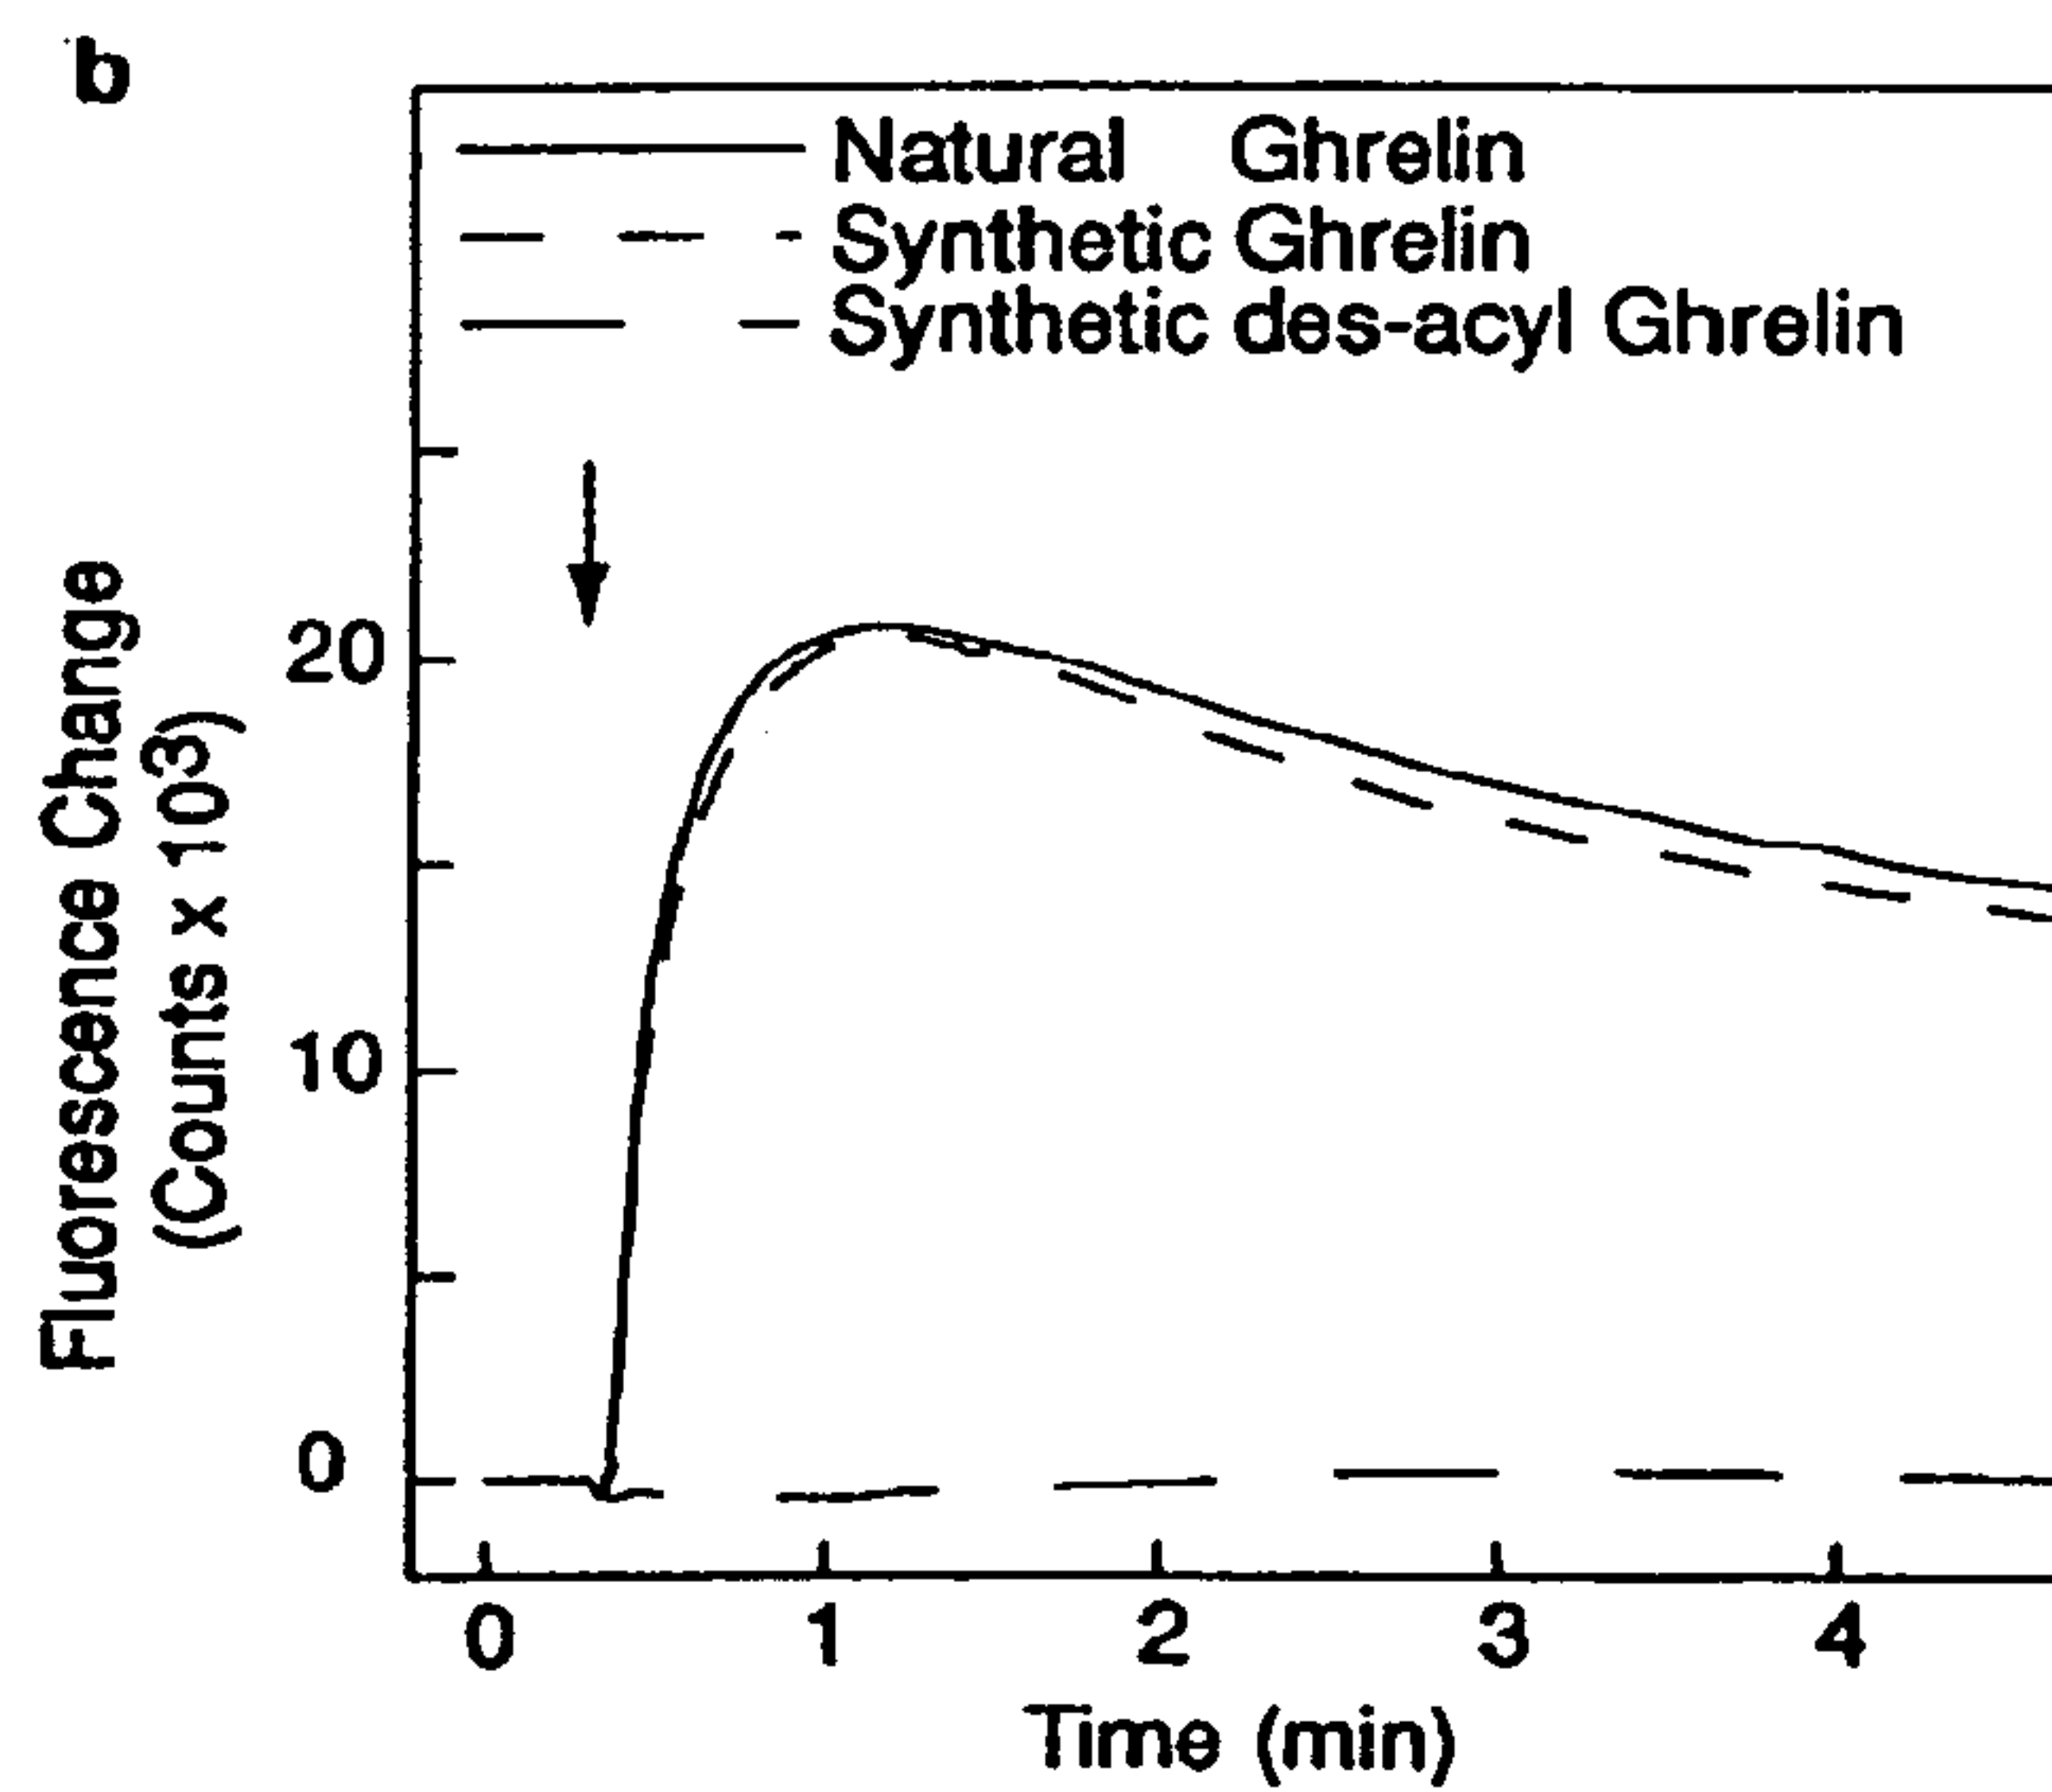 b
Natural Ghrelin
Synthetic Ghrelin
Synthetic des-acyl Ghrelin
Fluorescence Change
(Counts x 10³)
20
10
0
0 1 2 3 4
Time (min)